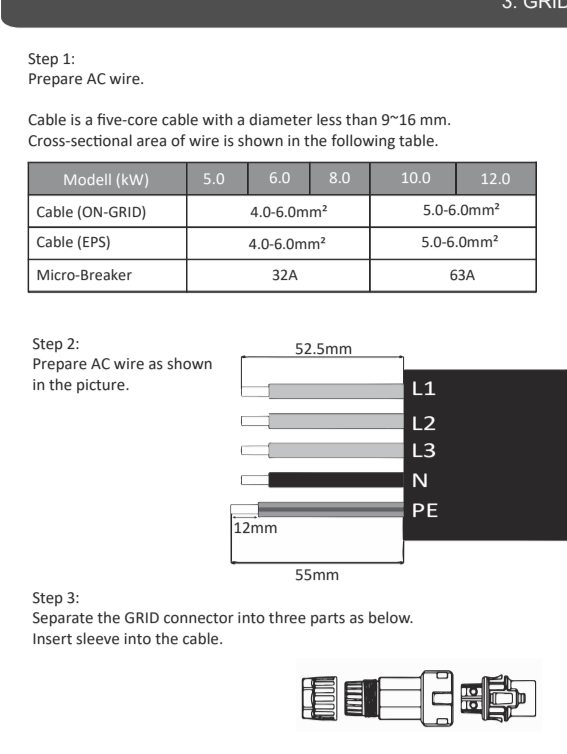 3. GRID
Step 1:
Prepare AC wire.
Cable is a five-core cable with a diameter less than 9~16 mm.
Cross-sectional area of wire is shown in the following table.
Modell (kW) 5.0 6.0 8.0 10.0 12.0
Cable (ON-GRID) 4.0-6.0mm² 5.0-6.0mm²
Cable (EPS) 4.0-6.0mm² 5.0-6.0mm²
Micro-Breaker 32A 63A
Step 2:
Prepare AC wire as shown
in the picture.
52.5mm
L1
L2
L3
N
PE
12mm
55mm
Step 3:
Separate the GRID connector into three parts as below.
Insert sleeve into the cable.